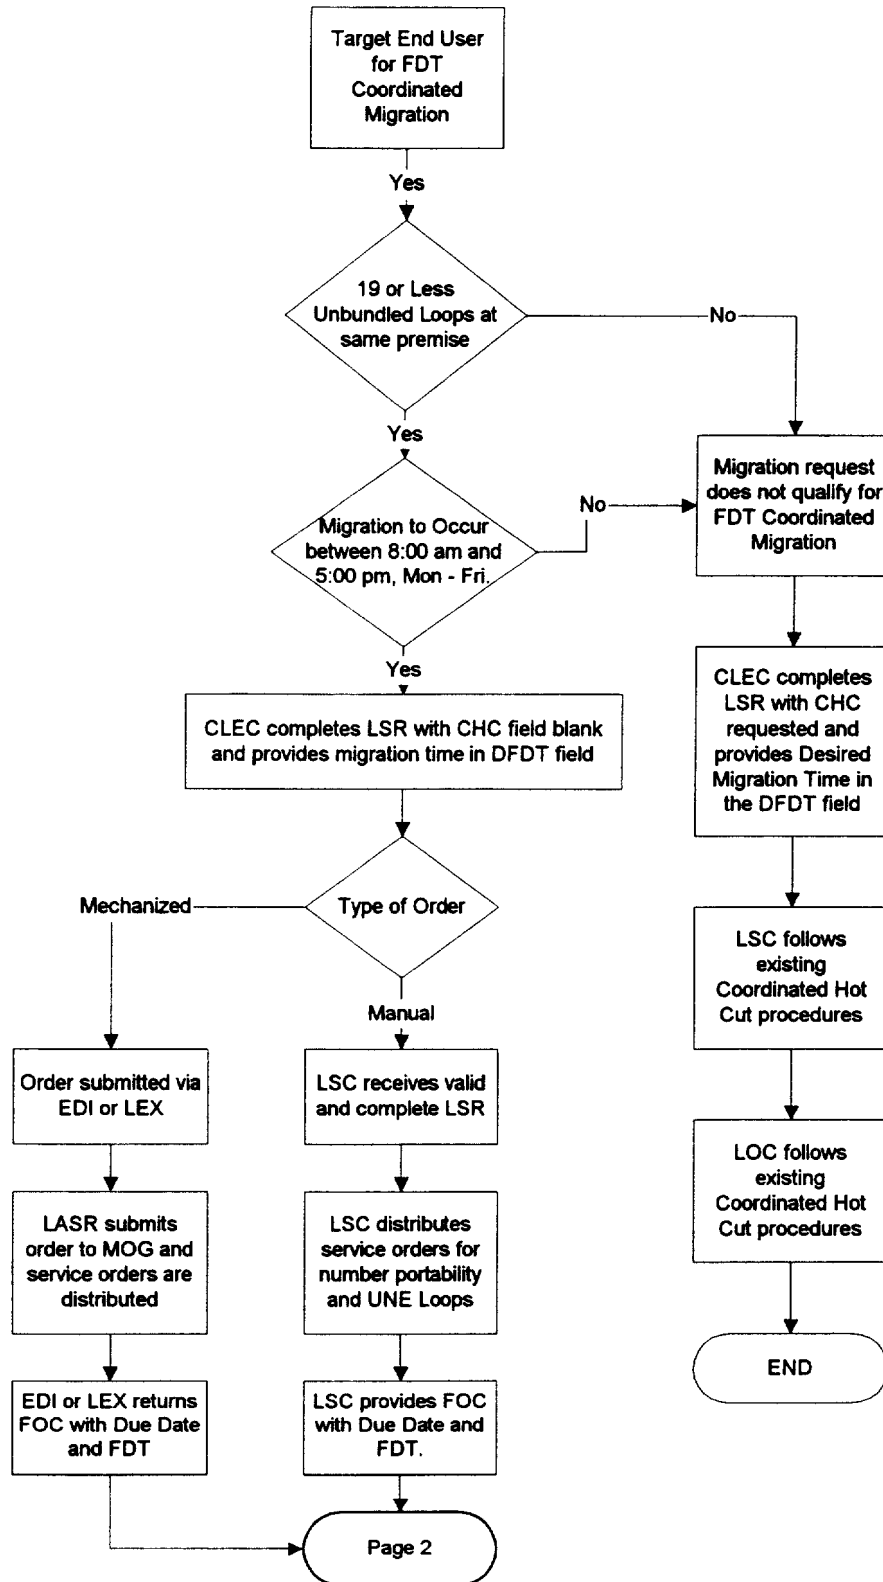 Target End User
for FDT
Coordinated
Migration
Yes
19 or Less
Unbundled Loops at
same premise
No
Yes
Migration to Occur
between 8:00 am and
5:00 pm, Mon - Fri.
No
Migration request
does not qualify for
FDT Coordinated
Migration
Yes
CLEC completes LSR with CHC field blank
and provides migration time in DFDT field
CLEC completes
LSR with CHC
requested and
provides Desired
Migration Time in
the DFDT field
Type of Order
Mechanized
Manual
LSC follows
existing
Coordinated Hot
Cut procedures
Order submitted via
EDI or LEX
LSC receives valid
and complete LSR
LOC follows
existing
Coordinated Hot
Cut procedures
LASR submits
order to MOG and
service orders are
distributed
LSC distributes
service orders for
number portability
and UNE Loops
END
EDI or LEX returns
FOC with Due Date
and FDT
LSC provides FOC
with Due Date and
FDT.
Page 2